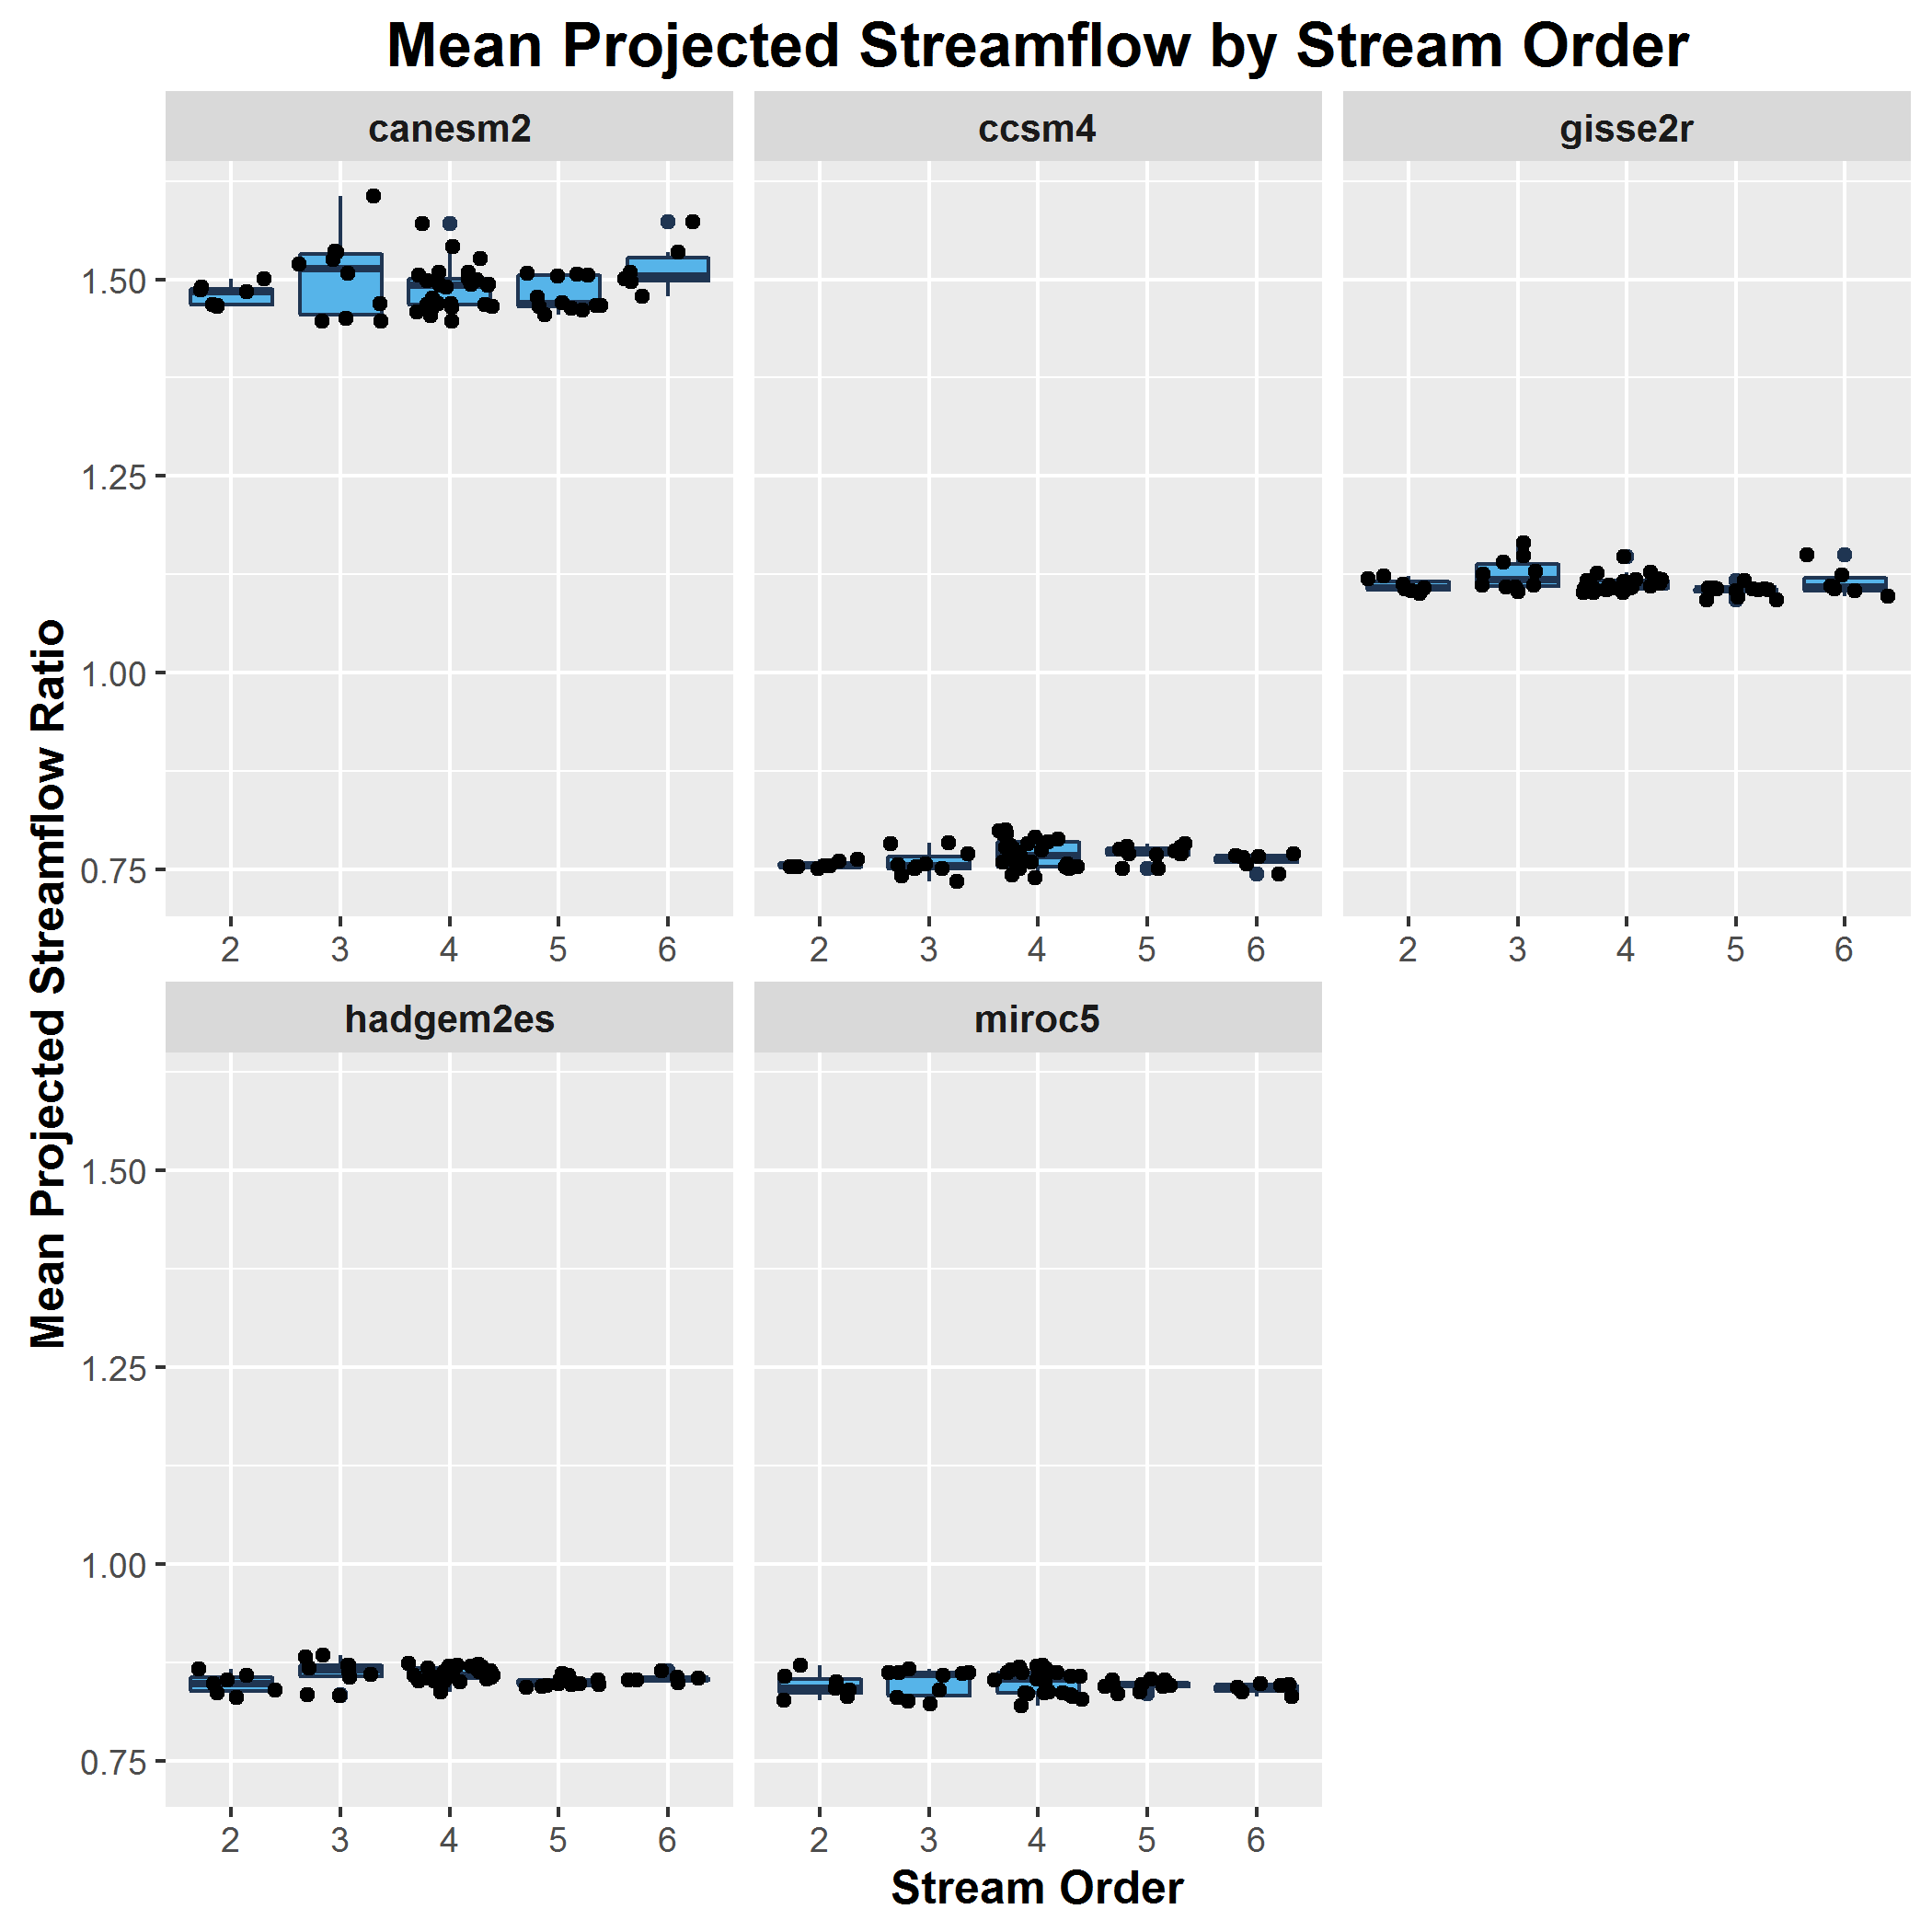 Mean Projected Streamflow by Stream Order
canesm2 ccsm4 gisse2r
Mean Projected Streamflow Ratio
1.50
1.25
1.00
0.75
2 3 4 5 6 2 3 4 5 6 2 3 4 5 6
hadgem2es miroc5
1.50
1.25
1.00
0.75
2 3 4 5 6 2 3 4 5 6
Stream Order